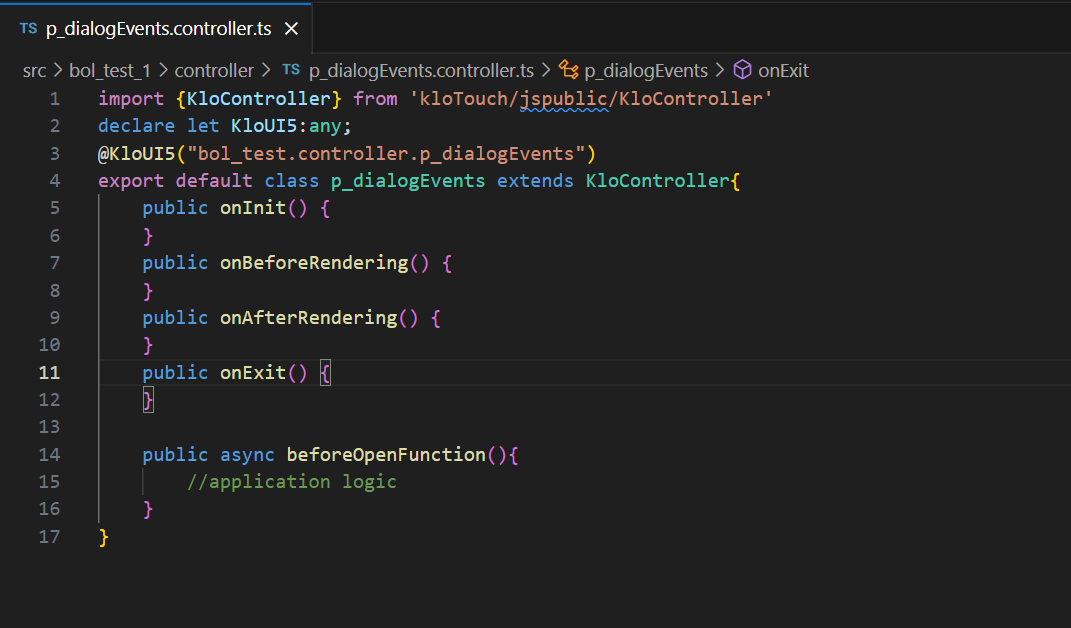 TS p_dialogEvents.controller.ts
src > bol_test_1 > controller > TS p_dialogEvents.controller.ts > p_dialogEvents > onExit
1 import {KloController} from 'kloTouch/jspublic/KloController'
2 declare let KloUI5:any;
3 @KloUI5("bol_test.controller.p_dialogEvents")
4 export default class p_dialogEvents extends KloController{
5     public onInit() {
6     }
7     public onBeforeRendering() {
8     }
9     public onAfterRendering() {
10     }
11     public onExit() {
12     }
13
14     public async beforeOpenFunction(){
15         //application logic
16     }
17 }